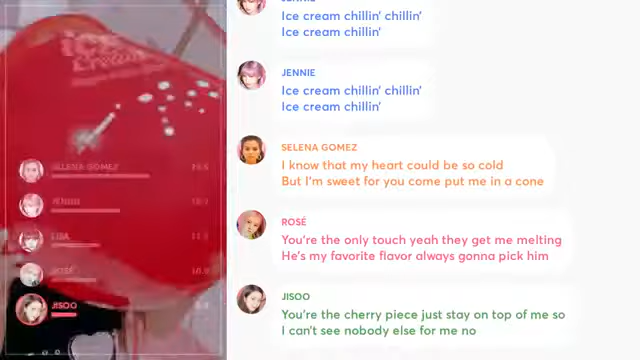 Ice cream
SELENA GOMEZ
JENNIE
LISA
ROSÉ
JISOO
Ice cream chillin' chillin'
Ice cream chillin'
JENNIE
Ice cream chillin' chillin'
Ice cream chillin'
SELENA GOMEZ
I know that my heart could be so cold
But I'm sweet for you come put me in a cone
ROSÉ
You're the only touch yeah they get me melting
He's my favorite flavor always gonna pick him
JISOO
You're the cherry piece just stay on top of me so
I can't see nobody else for me no